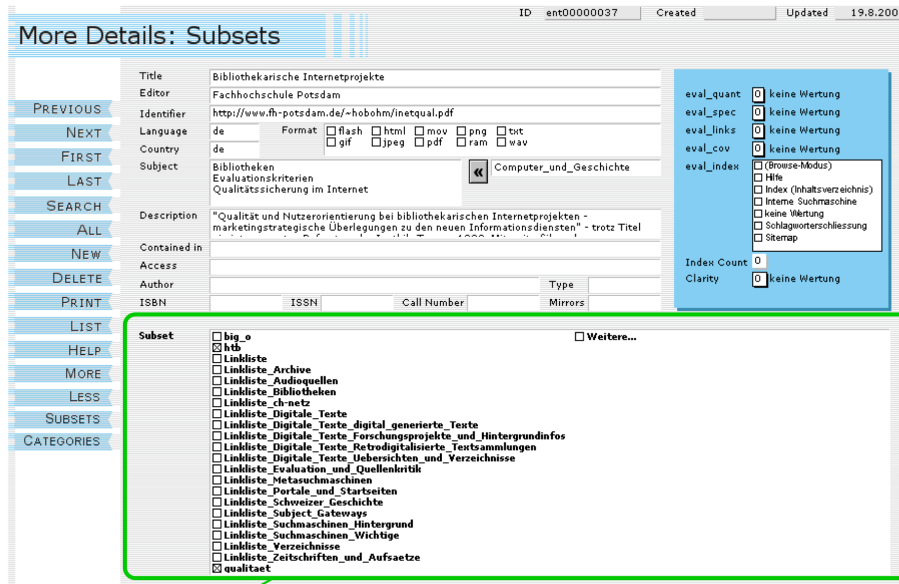 ID ent00000037 Created Updated 19.8.200
More Details: Subsets
PREVIOUS
NEXT
FIRST
LAST
SEARCH
ALL
NEW
DELETE
PRINT
LIST
HELP
MORE
LESS
SUBSETS
CATEGORIES
Title Bibliothekarische Internetprojekte
Editor Fachhochschule Potsdam
Identifier http://www.fh-potsdam.de/~hobohm/inetqual.pdf
Language de Format flash html mov png txt
gif jpeg pdf ram wav
Country de
Subject Bibliotheken « Computer_und_Geschichte
Evaluationskriterien
Qualitätssicherung im Internet
Description "Qualität und Nutzerorientierung bei bibliothekarischen Internetprojekten -
marketingstrategische Überlegungen zu den neuen Informationsdiensten" - trotz Titel
Contained in
Access
Author Type
ISBN ISSN Call Number Mirrors
eval_quant 0 keine Wertung
eval_spec 0 keine Wertung
eval_links 0 keine Wertung
eval_cov 0 keine Wertung
eval_index (Browse-Modus)
Hilfe
Index (Inhaltsverzeichnis)
Interne Suchmaschine
keine Wertung
Schlagworterschliessung
Sitemap
Index Count 0
Clarity 0 keine Wertung
Subset big_o Weitere...
htb
Linkliste
Linkliste_Archive
Linkliste_Audioquellen
Linkliste_Bibliotheken
Linkliste_ch-netz
Linkliste_Digitale_Texte
Linkliste_Digitale_Texte_digital_generierte_Texte
Linkliste_Digitale_Texte_Forschungsprojekte_und_Hintergrundinfos
Linkliste_Digitale_Texte_Retrodigitalisierte_Textsammlungen
Linkliste_Digitale_Texte_Uebersichten_und_Verzeichnisse
Linkliste_Evaluation_und_Quellenkritik
Linkliste_Metasuchmaschinen
Linkliste_Portale_und_Startseiten
Linkliste_Schweizer_Geschichte
Linkliste_Subject_Gateways
Linkliste_Suchmaschinen_Hintergrund
Linkliste_Suchmaschinen_Wichtige
Linkliste_Verzeichnisse
Linkliste_Zeitschriften_und_Aufsaetze
qualitaet